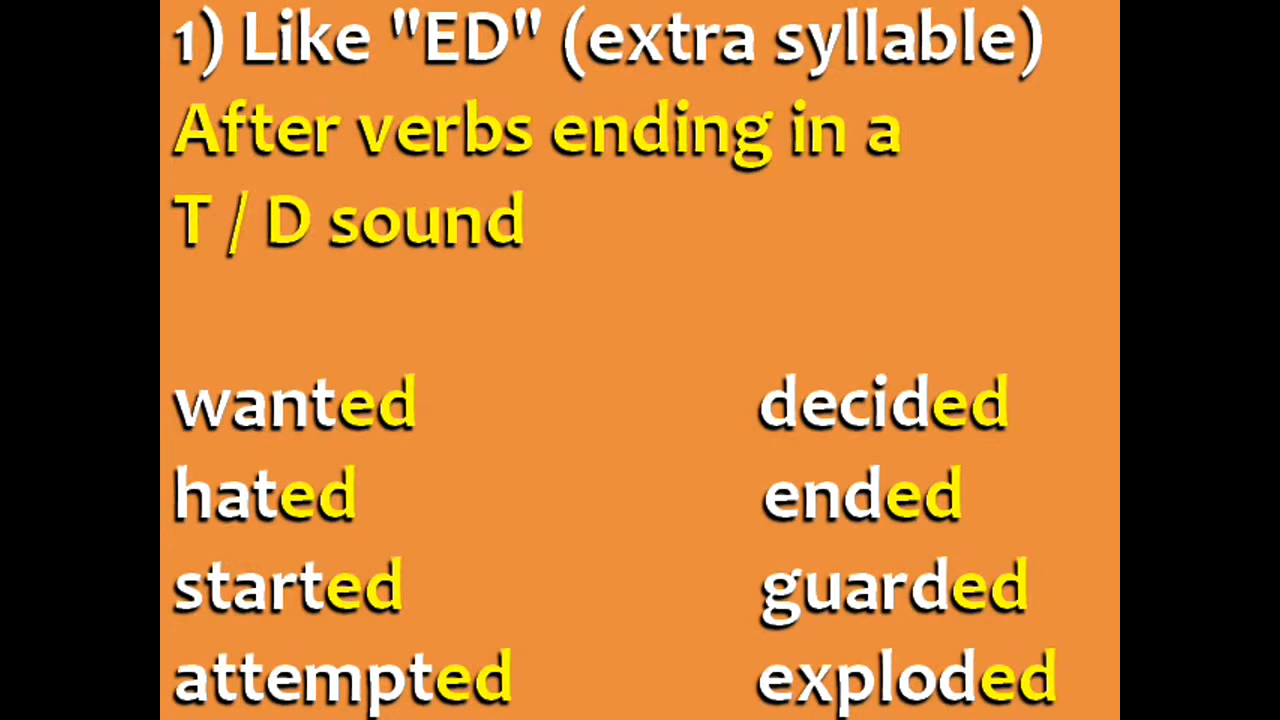 1) Like "ED" (extra syllable)
After verbs ending in a
T / D sound
wanted decided
hated ended
started guarded
attempted exploded